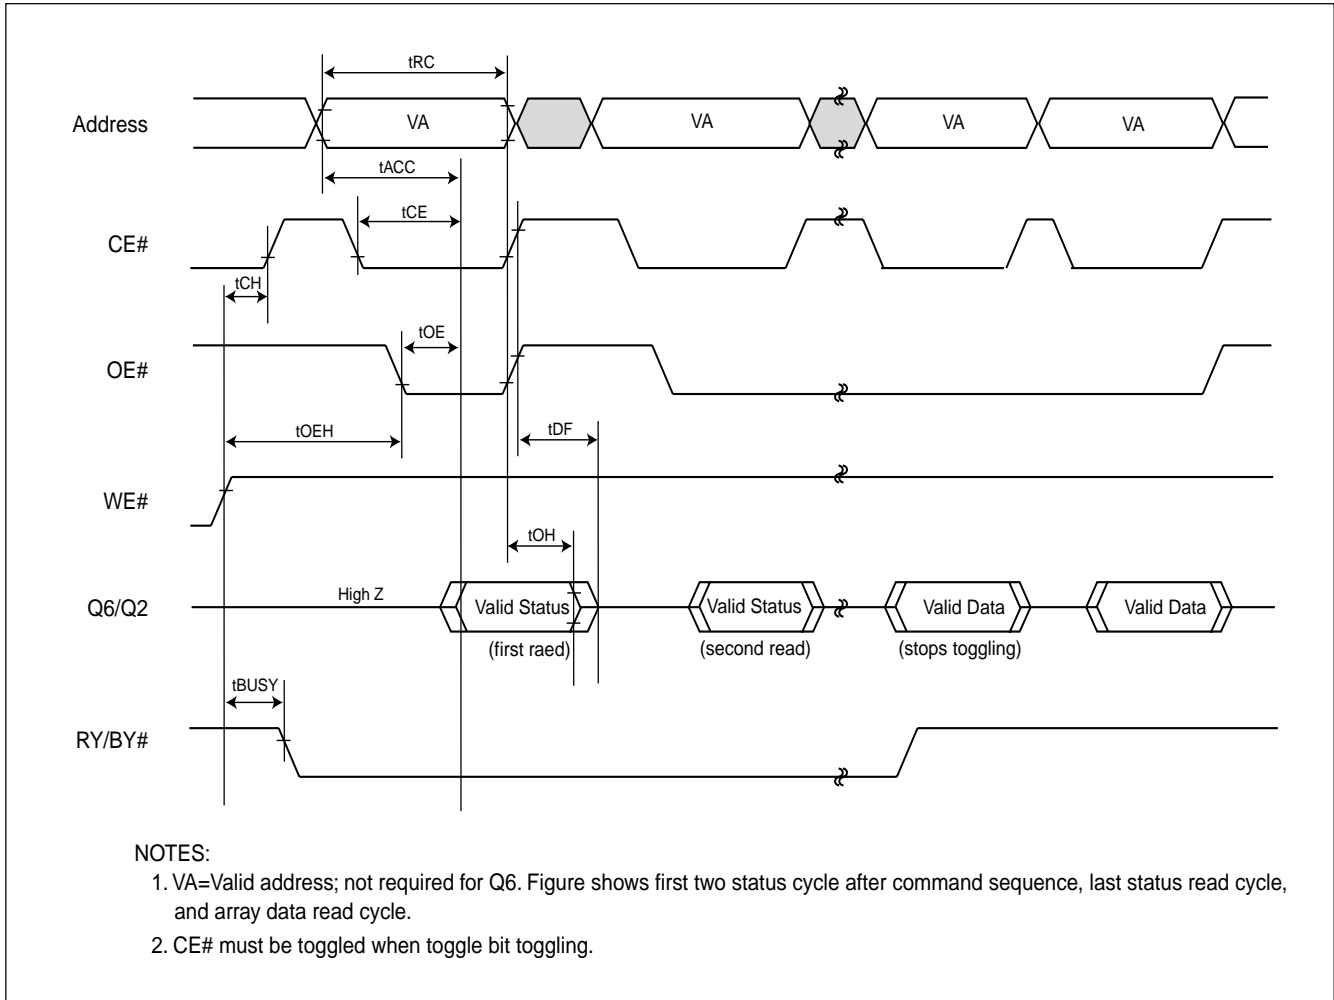 tRC
Address
VA
VA
VA
VA
tACC
tCE
CE#
tCH
tOE
OE#
tOEH
tDF
WE#
tOH
Q6/Q2
High Z
Valid Status
Valid Status
Valid Data
Valid Data
(first raed)
(second read)
(stops toggling)
tBUSY
RY/BY#
NOTES:
1. VA=Valid address; not required for Q6. Figure shows first two status cycle after command sequence, last status read cycle,
and array data read cycle.
2. CE# must be toggled when toggle bit toggling.